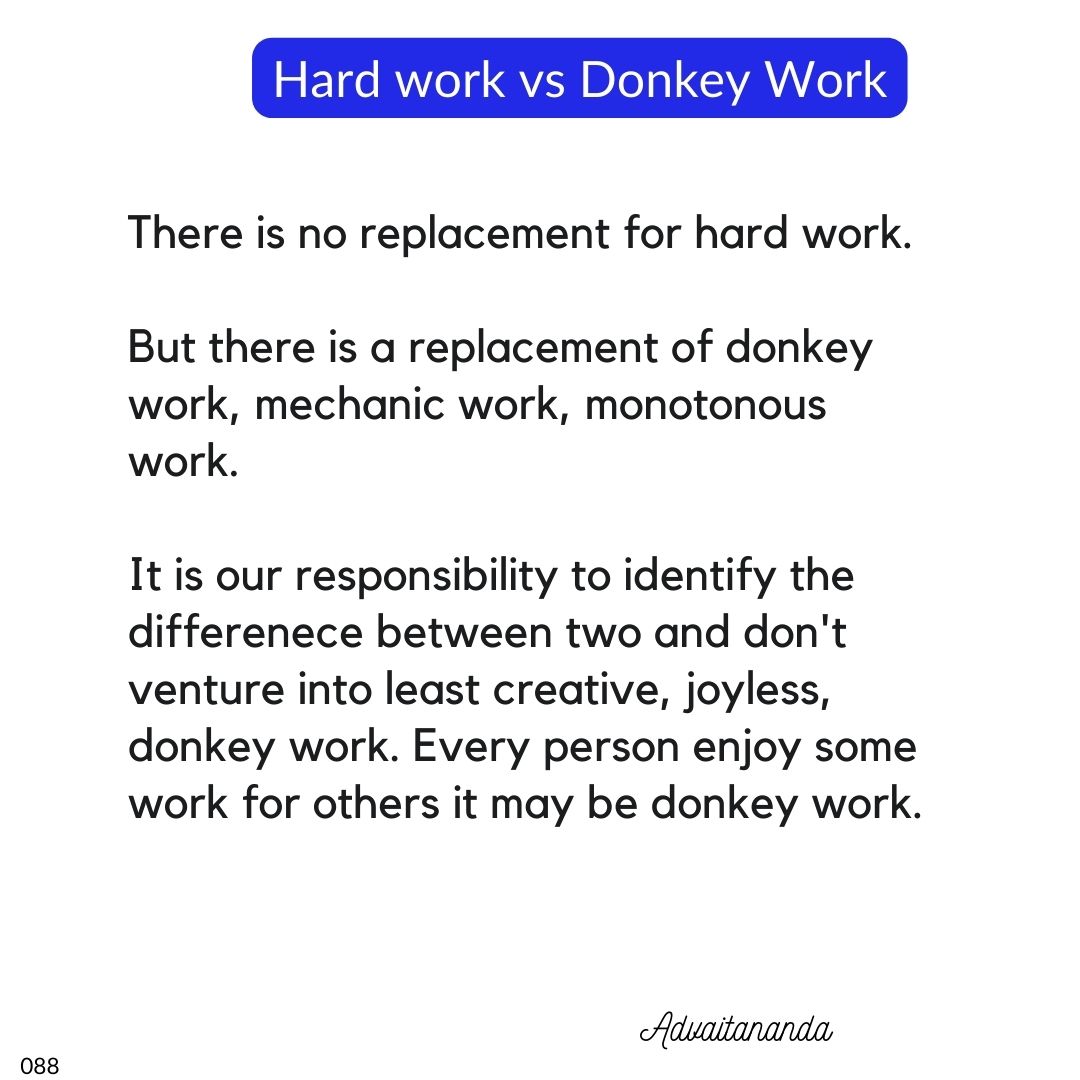 Hard work vs Donkey Work
There is no replacement for hard work.
But there is a replacement of donkey
work, mechanic work, monotonous
work.
It is our responsibility to identify the
differenece between two and don't
venture into least creative, joyless,
donkey work. Every person enjoy some
work for others it may be donkey work.
Advaitananda
088